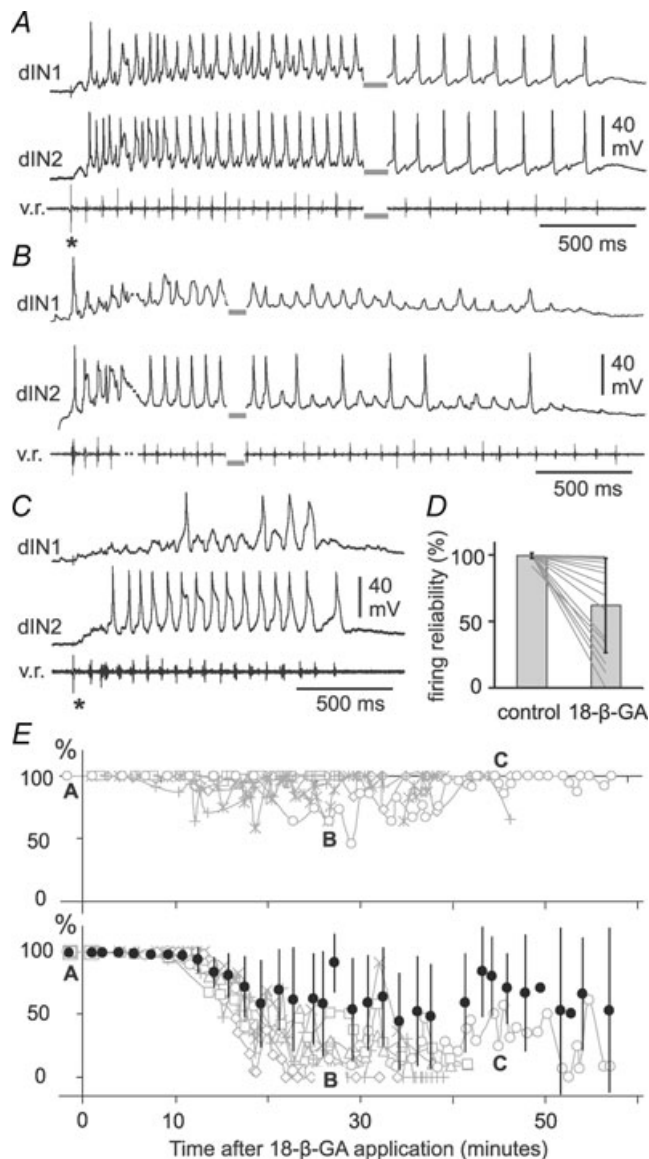 A
dIN1
dIN2
40
mV
v.r.
*
500 ms
B
dIN1
dIN2
40
mV
v.r.
500 ms
C
D
dIN1
dIN2
40
mV
v.r.
*
500 ms
firing reliability (%)
100
50
0
control 18-β-GA
E
%
100
50
0
A
B
C
%
100
50
0
A
B
C
0 10 30 50
Time after 18-β-GA application (minutes)